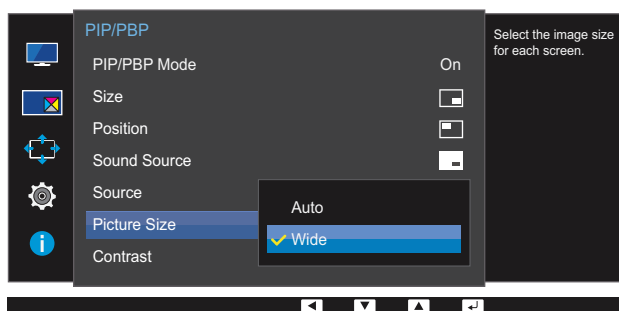 PIP/PBP
PIP/PBP Mode On
Size
Position
Sound Source
Source
Picture Size
Contrast
Auto
Wide
Select the image size
for each screen.